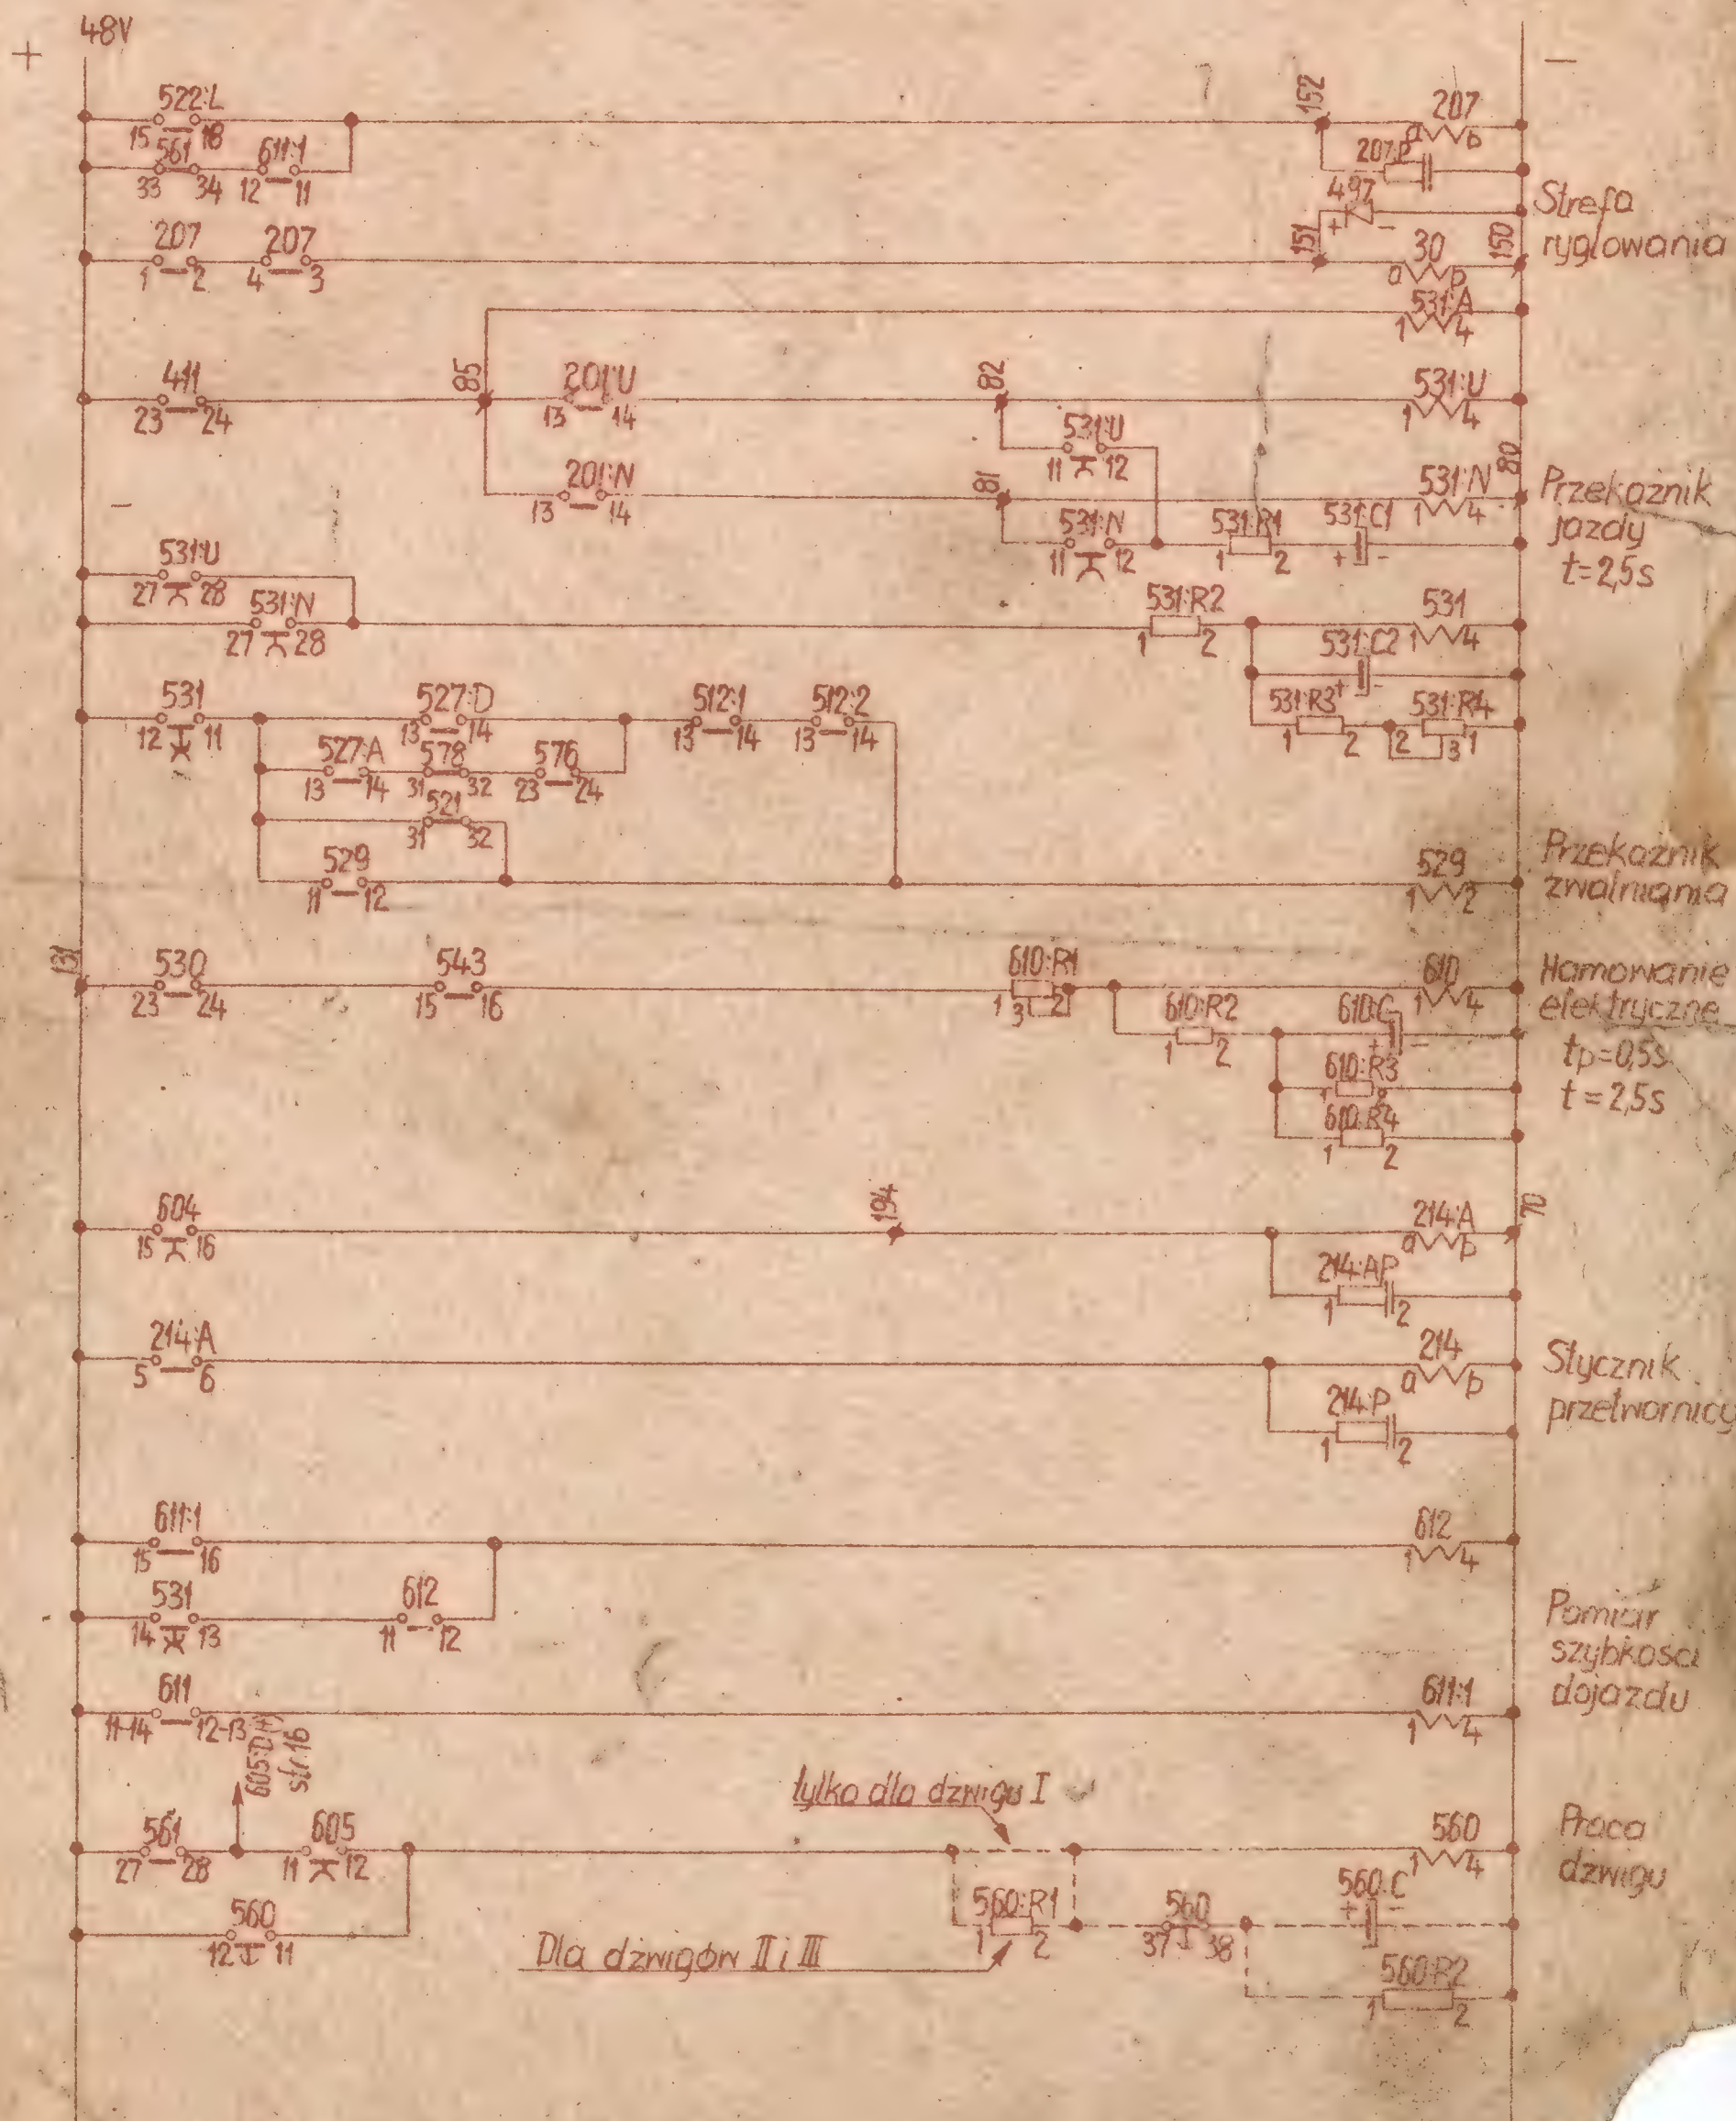 48V
+ −
522:L 152 207
15 18 a b
561 611:1 207:P
33 34 12 11
497
+ −
Strefa
ryglowania
207 207 151 30 150
1 2 4 3 a b
531:A
1 4
411 85 201:U 82 531:U
23 24 13 14 1 4
531:U
11 12
201:N 81 531:N 80
13 14 1 4
Przekaźnik
jazdy
t=2,5s
531:N 531:R1 531:C1
11 12 1 2 + −
531:U
27 28
531:N 531:R2 531
27 28 1 2 1 4
531:C2
+ −
531 527:D 512:1 512:2 531:R3 531:R4
12 11 13 14 13 14 13 14 1 2 2 3 1
527:A 578 576
13 14 31 32 23 24
521
31 32
529 529
11 12 1 2
Przekaźnik
zwalniania
131 530 543 610:R1 610
23 24 15 16 1 3 2 1 4
Hamowanie
elektryczne
tp=0,5s
t=2,5s
610:R2 610:C
1 2 + −
610:R3
1 2
610:R4
1 2
604 194 214:A 70
15 16 a b
214:AP
1 2
214:A 214
5 6 a b
214:P
1 2
Stycznik
przetwornicy
611:1 612
15 16 1 4
531 612
14 13 11 12
Pomiar
szybkości
dojazdu
611 611:1
11-14 12-13 1 4
str.16
tylko dla dźwigu I
561 605 560
27 28 11 12 1 4
Praca
dźwigu
560 560:R1 560 560:C
12 11 1 2 37 38 + −
Dla dźwigów II i III
560:R2
1 2